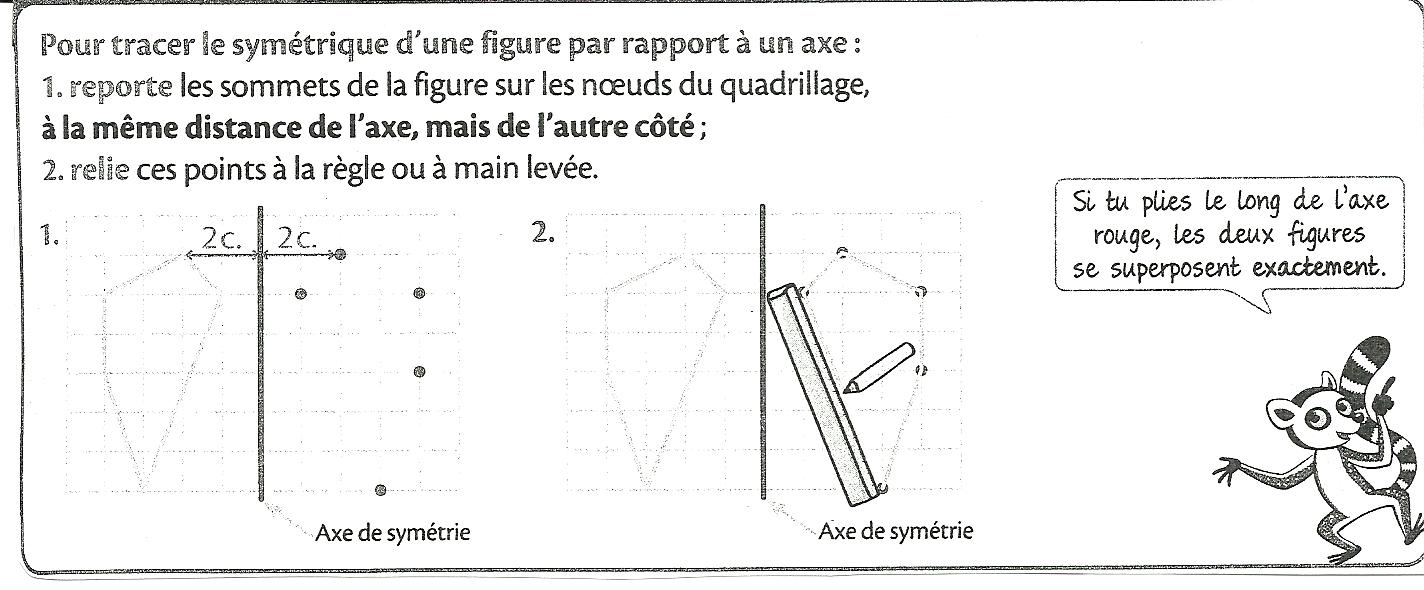 Pour tracer le symétrique d'une figure par rapport à un axe :
1. reporte les sommets de la figure sur les nœuds du quadrillage,
à la même distance de l'axe, mais de l'autre côté ;
2. relie ces points à la règle ou à main levée.
1.
2c. 2c.
Axe de symétrie
2.
Axe de symétrie
Si tu plies le long de l'axe
rouge, les deux figures
se superposent exactement.